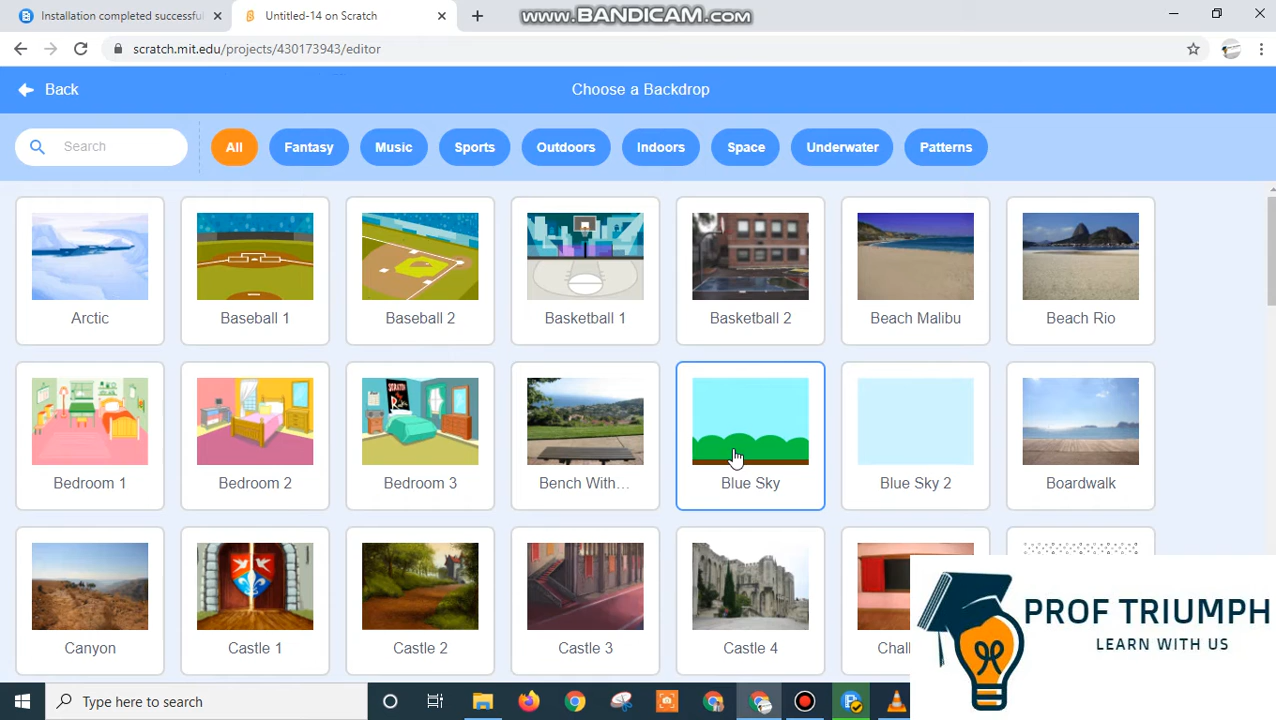 Installation completed successful
Untitled-14 on Scratch
www.BANDICAM.com
scratch.mit.edu/projects/430173943/editor
Back
Choose a Backdrop
Search
All
Fantasy
Music
Sports
Outdoors
Indoors
Space
Underwater
Patterns
Arctic
Baseball 1
Baseball 2
Basketball 1
Basketball 2
Beach Malibu
Beach Rio
Bedroom 1
Bedroom 2
Bedroom 3
Bench With...
Blue Sky
Blue Sky 2
Boardwalk
Canyon
Castle 1
Castle 2
Castle 3
Castle 4
Chal
PROF TRIUMPH
LEARN WITH US
Type here to search